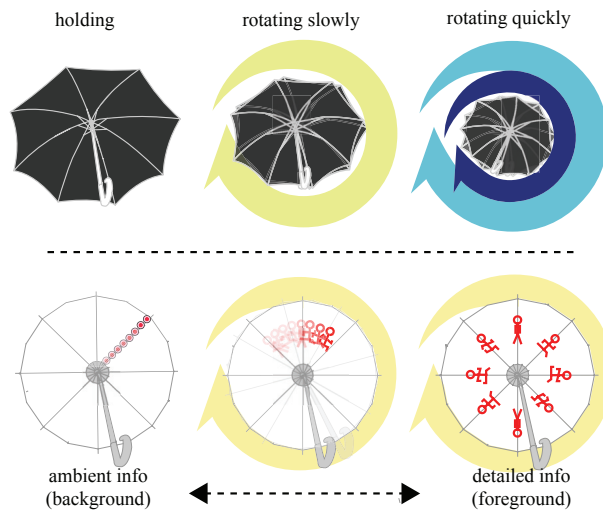 holding
rotating slowly
rotating quickly
ambient info
(background)
detailed info
(foreground)